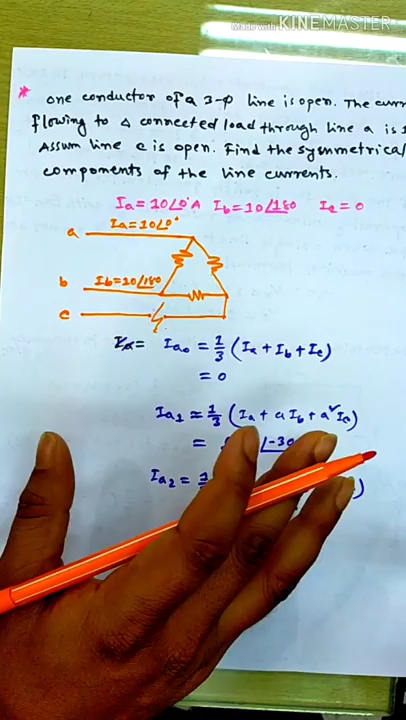 Made with KINEMASTER
* One conductor of a 3-φ line is open. The curr
flowing to Δ connected load through line a is 1
Assum line c is open. Find the symmetrical
components of the line currents.
Ia = 10∠0°A Ib = 10∠180 Ic = 0
Ia = 10∠0°
a
b Ib = 10∠180
c
Ia0 = 1/3 (Ia + Ib + Ic)
= 0
Ia1 = 1/3 (Ia + aIb + a²Ic)
= ∠-30
Ia2 =